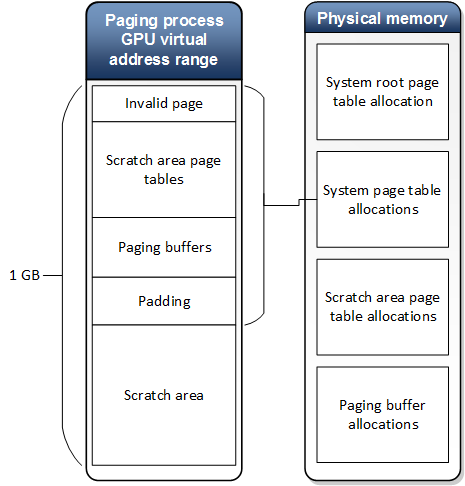 Paging process
GPU virtual
address range
Invalid page
Scratch area page
tables
Paging buffers
Padding
Scratch area
1 GB
Physical memory
System root page
table allocation
System page table
allocations
Scratch area page
table allocations
Paging buffer
allocations